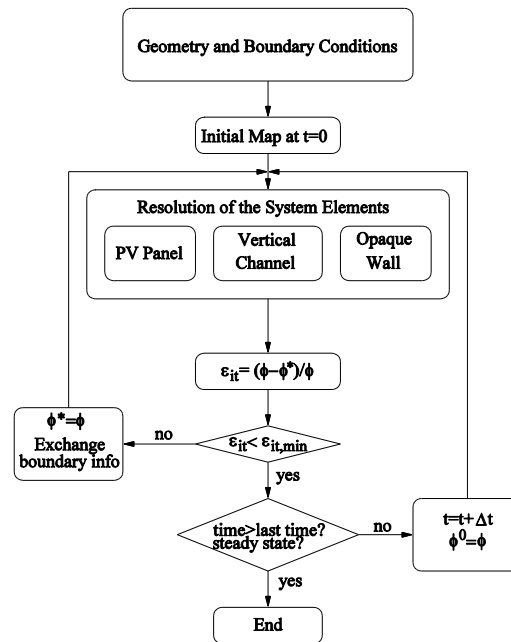 Geometry and Boundary Conditions
Initial Map at t=0
Resolution of the System Elements
PV Panel
Vertical
Channel
Opaque
Wall
εit= (ϕ−ϕ*)/ϕ
ϕ*=ϕ
Exchange
boundary info
no
εit< εit,min
yes
time>last time?
steady state?
no
t=t+Δt
ϕ⁰=ϕ
yes
End